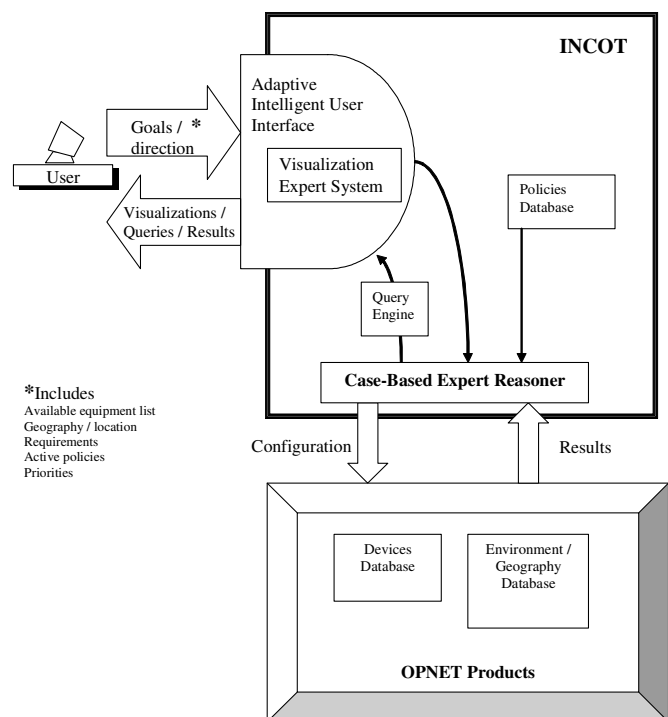 INCOT
Adaptive
Intelligent User
Interface
Goals / *
direction
Visualization
Expert System
User
Visualizations /
Queries / Results
Policies
Database
Query
Engine
Case-Based Expert Reasoner
*Includes
Available equipment list
Geography / location
Requirements
Active policies
Priorities
Configuration
Results
Devices
Database
Environment /
Geography
Database
OPNET Products